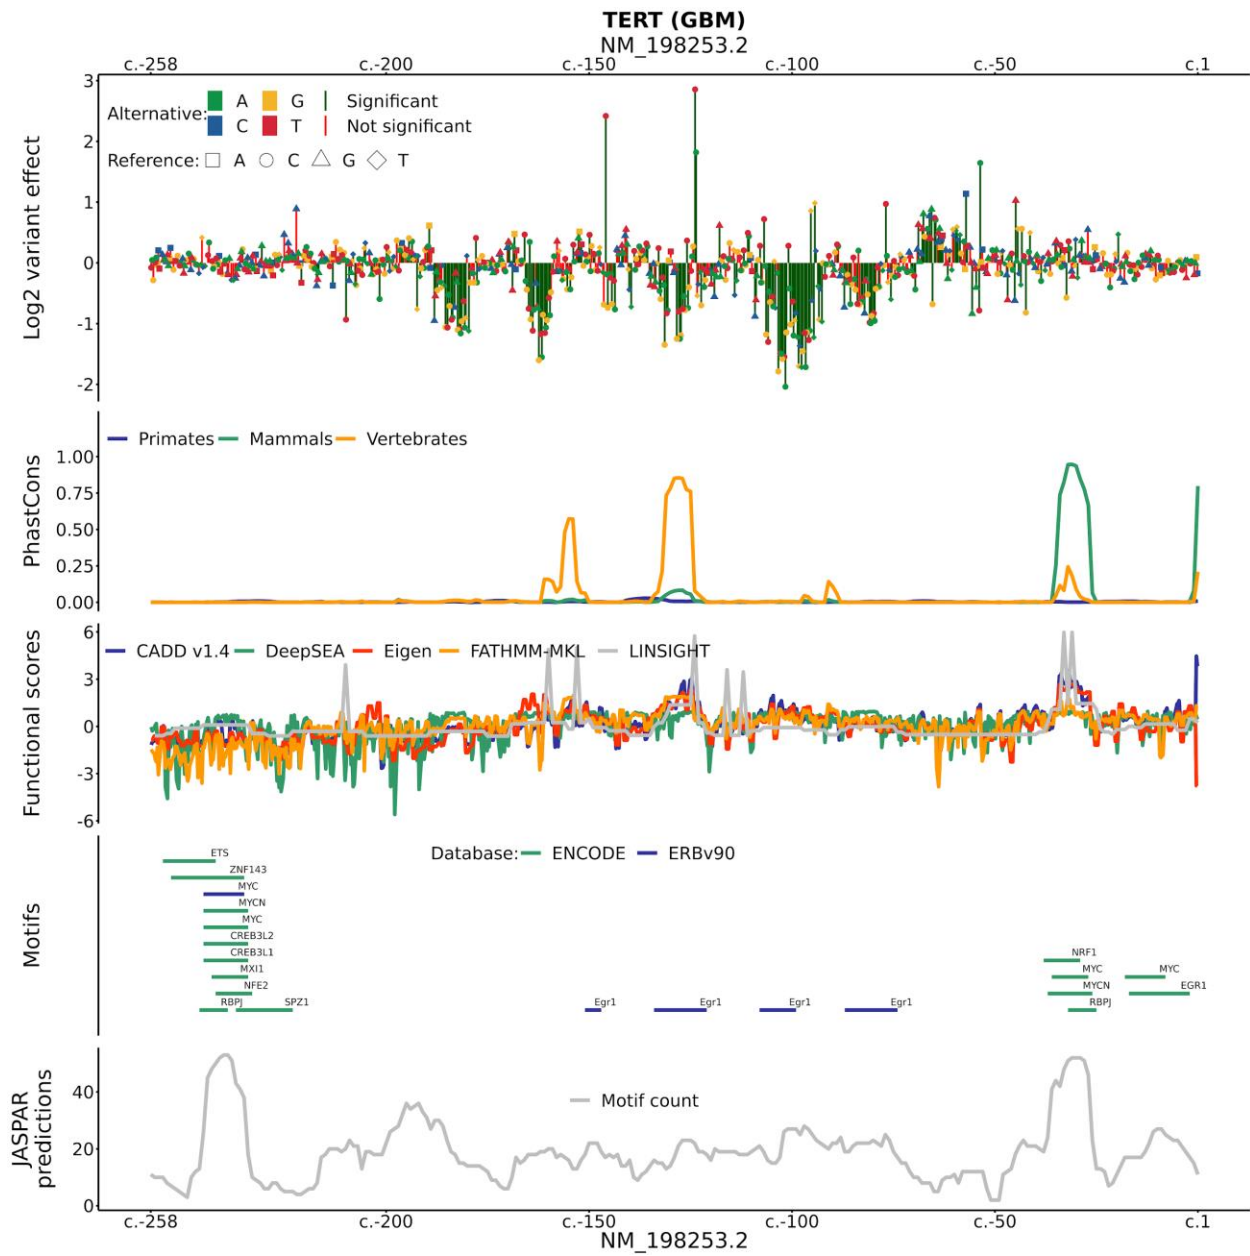 TERT (GBM)
NM_198253.2
c.-258 c.-200 c.-150 c.-100 c.-50 c.1
Log2 variant effect
3
2
1
0
-1
-2
Alternative: A G Significant
C T Not significant
Reference: A C G T
PhastCons
Primates Mammals Vertebrates
1.00
0.75
0.50
0.25
0.00
Functional scores
6
3
0
-3
-6
CADD v1.4 DeepSEA Eigen FATHMM-MKL LINSIGHT
Motifs
Database: ENCODE ERBv90
ETS
ZNF143
MYC
MYCN
MYC
CREB3L2
CREB3L1 NRF1
MXI1 MYC MYC
NFE2 MYCN EGR1
RBPJ SPZ1 Egr1 Egr1 Egr1 Egr1 RBPJ
JASPAR
predictions
40
20
0
Motif count
c.-258 c.-200 c.-150 c.-100 c.-50 c.1
NM_198253.2